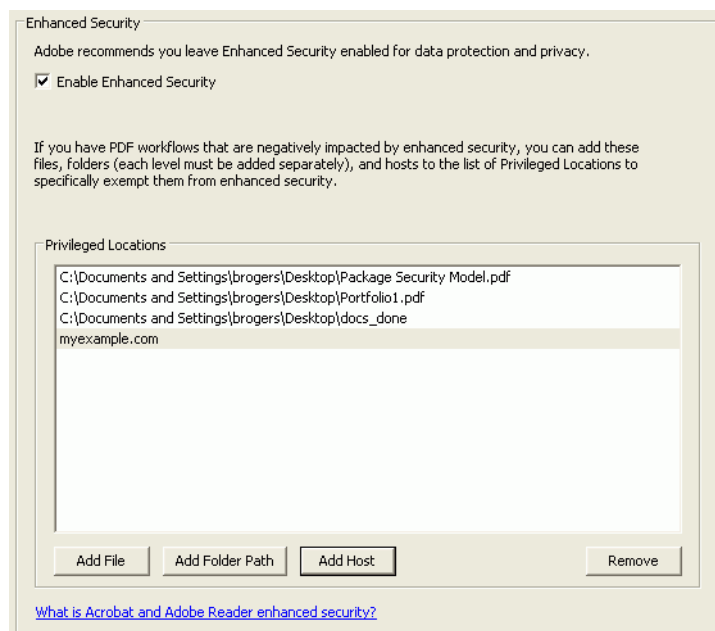 Enhanced Security
Adobe recommends you leave Enhanced Security enabled for data protection and privacy.
Enable Enhanced Security
If you have PDF workflows that are negatively impacted by enhanced security, you can add these
files, folders (each level must be added separately), and hosts to the list of Privileged Locations to
specifically exempt them from enhanced security.
Privileged Locations
C:\Documents and Settings\brogers\Desktop\Package Security Model.pdf
C:\Documents and Settings\brogers\Desktop\Portfolio1.pdf
C:\Documents and Settings\brogers\Desktop\docs_done
myexample.com
Add File Add Folder Path Add Host Remove
What is Acrobat and Adobe Reader enhanced security?